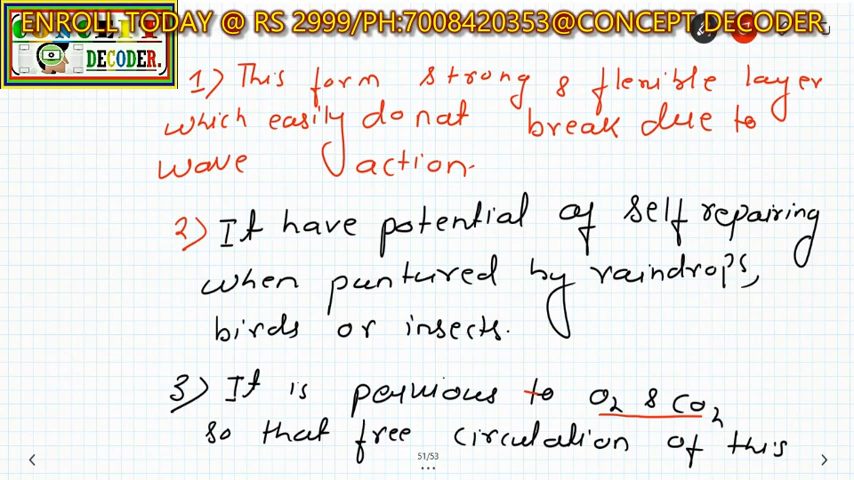 ENROLL TODAY @ RS 2999/PH:7008420353@CONCEPT DECODER
DECODER.
1) This form strong & flexible layer
which easily do not break due to
wave action.
2) It have potential of self repairing
when puntured by raindrops,
birds or insects.
3) It is pervious to O2 & CO2
so that free circulation of this
51/53